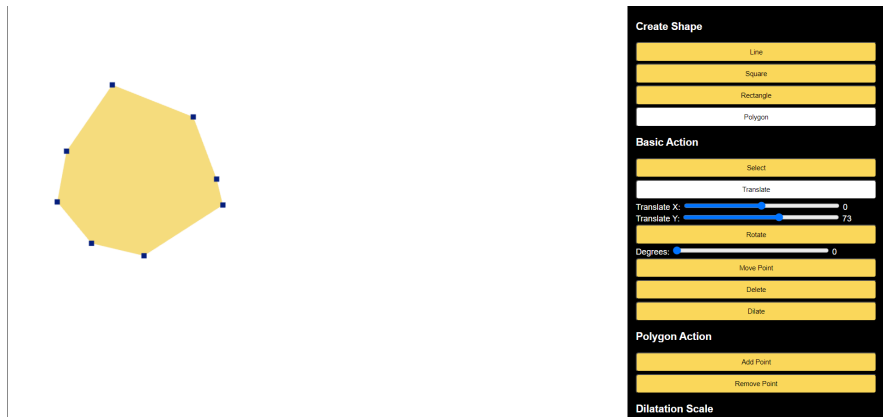 Create Shape
Line
Square
Rectangle
Polygon
Basic Action
Select
Translate
Translate X: 0
Translate Y: 73
Rotate
Degrees: 0
Move Point
Delete
Dilate
Polygon Action
Add Point
Remove Point
Dilatation Scale